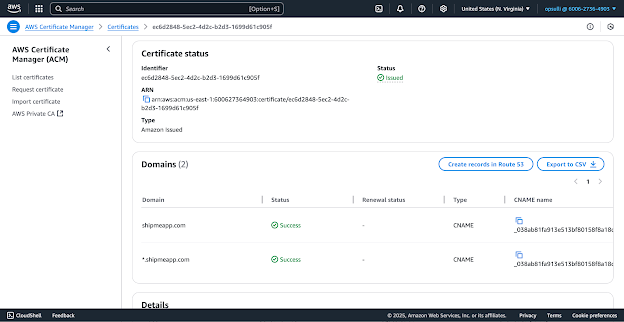 aws
Search [Option+S] United States (N. Virginia) opselli @ 6006-2736-4903
AWS Certificate Manager > Certificates > ec6d2848-5ec2-4d2c-b2d3-1699d61c905f
AWS Certificate
Manager (ACM)
List certificates
Request certificate
Import certificate
AWS Private CA
Certificate status
Identifier
ec6d2848-5ec2-4d2c-b2d3-1699d61c905f
Status
Issued
ARN
arn:aws:acm:us-east-1:600627364903:certificate/ec6d2848-5ec2-4d2c-
b2d3-1699d61c905f
Type
Amazon Issued
Domains (2)
Create records in Route 53 Export to CSV
1
Domain Status Renewal status Type CNAME name
shipmeapp.com Success - CNAME _038ab81fa913e513bf80158f8a18d
*.shipmeapp.com Success - CNAME _038ab81fa913e513bf80158f8a18d
Details
CloudShell Feedback © 2025, Amazon Web Services, Inc. or its affiliates. Privacy Terms Cookie preferences